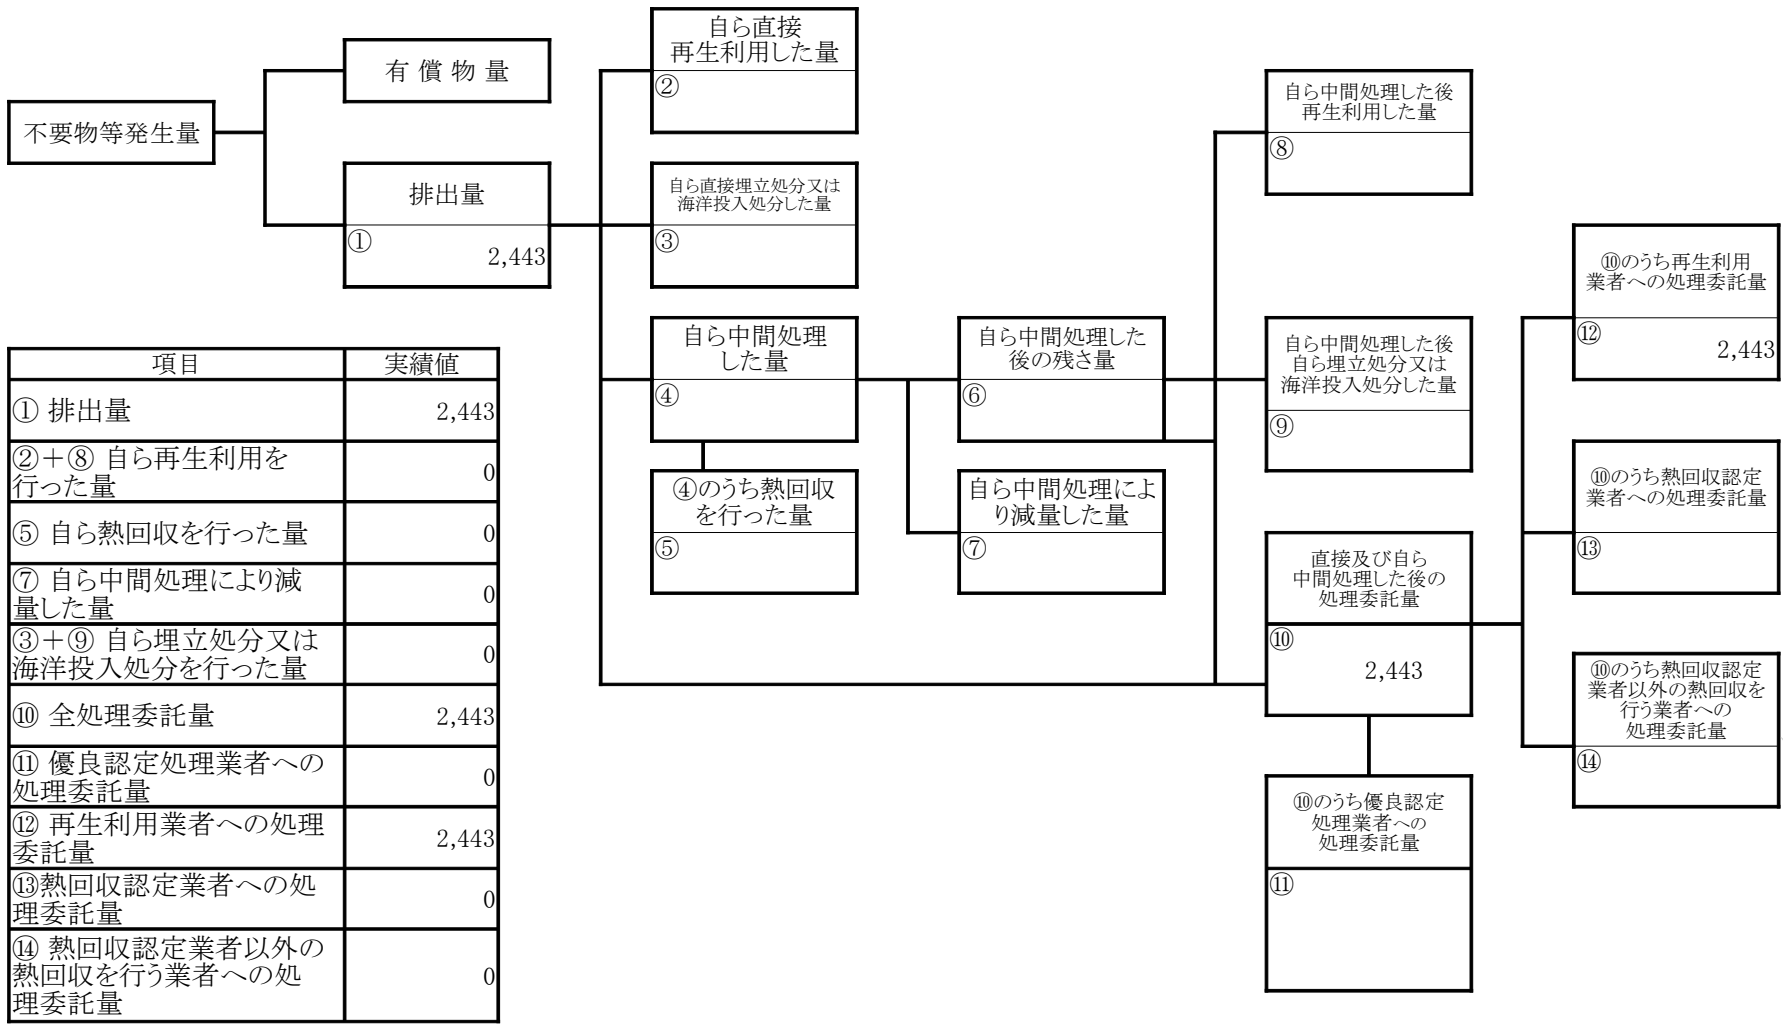 不要物等発生量
有 償 物 量
排出量
①
2,443
自ら直接
再生利用した量
②
自ら直接埋立処分又は
海洋投入処分した量
③
自ら中間処理
した量
④
④のうち熱回収
を行った量
⑤
自ら中間処理した
後の残さ量
⑥
自ら中間処理によ
り減量した量
⑦
自ら中間処理した後
再生利用した量
⑧
自ら中間処理した後
自ら埋立処分又は
海洋投入処分した量
⑨
直接及び自ら
中間処理した後の
処理委託量
⑩
2,443
⑩のうち優良認定
処理業者への
処理委託量
⑪
⑩のうち再生利用
業者への処理委託量
⑫
2,443
⑩のうち熱回収認定
業者への処理委託量
⑬
⑩のうち熱回収認定
業者以外の熱回収を
行う業者への
処理委託量
⑭
項目 実績値
① 排出量 2,443
②＋⑧ 自ら再生利用を
行った量 0
⑤ 自ら熱回収を行った量 0
⑦ 自ら中間処理により減
量した量 0
③＋⑨ 自ら埋立処分又は
海洋投入処分を行った量 0
⑩ 全処理委託量 2,443
⑪ 優良認定処理業者への
処理委託量 0
⑫ 再生利用業者への処理
委託量 2,443
⑬熱回収認定業者への処
理委託量 0
⑭ 熱回収認定業者以外の
熱回収を行う業者への処
理委託量 0